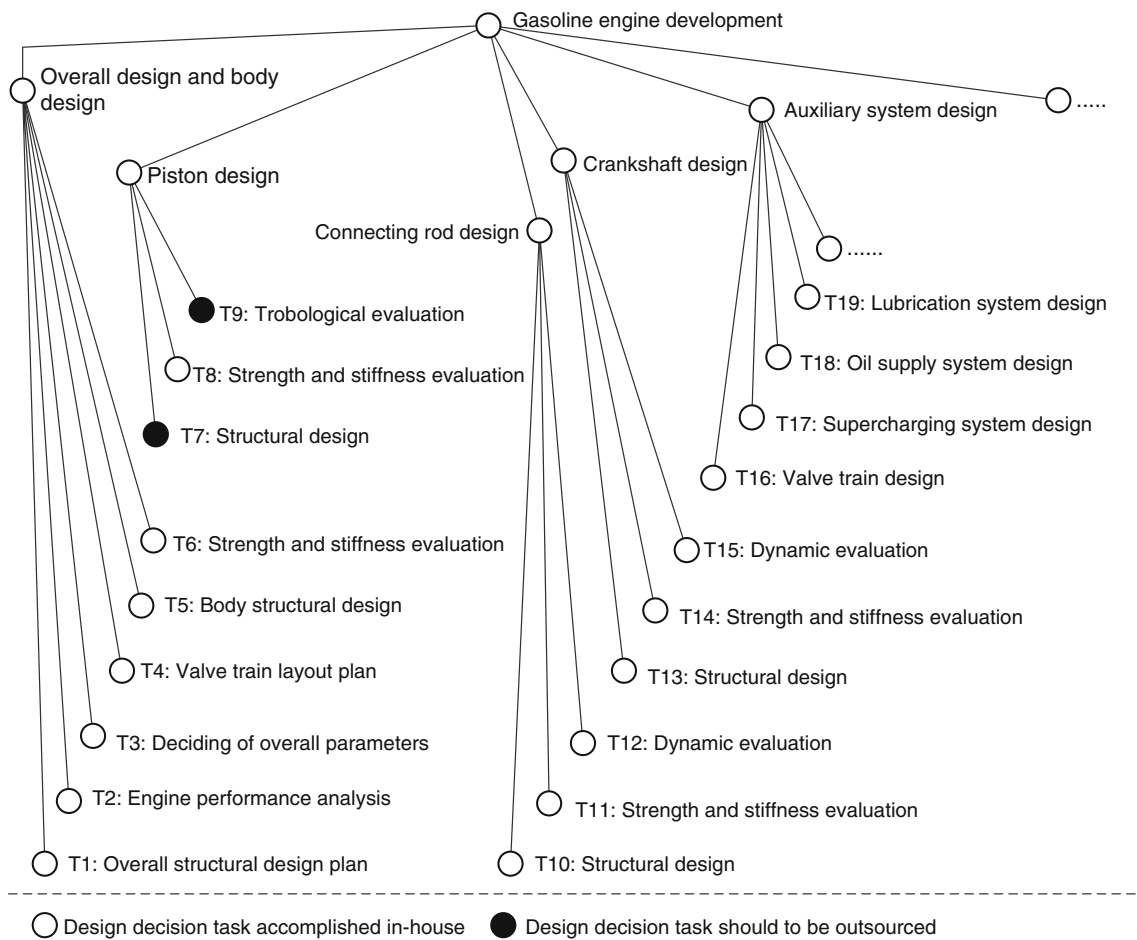 Gasoline engine development
Overall design and body
design
.....
Auxiliary system design
Crankshaft design
Piston design
Connecting rod design
......
T19: Lubrication system design
T9: Trobological evaluation
T18: Oil supply system design
T8: Strength and stiffness evaluation
T17: Supercharging system design
T7: Structural design
T16: Valve train design
T6: Strength and stiffness evaluation
T15: Dynamic evaluation
T5: Body structural design
T14: Strength and stiffness evaluation
T4: Valve train layout plan
T13: Structural design
T3: Deciding of overall parameters
T12: Dynamic evaluation
T2: Engine performance analysis
T11: Strength and stiffness evaluation
T1: Overall structural design plan
T10: Structural design
Design decision task accomplished in-house
Design decision task should to be outsourced